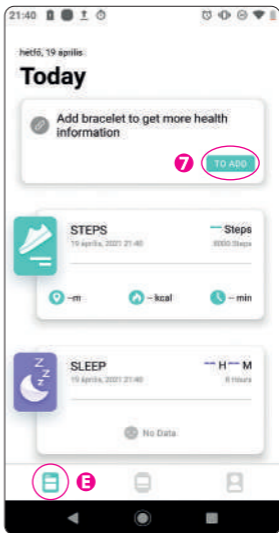 21:40
hétfő, 19 április
Today
Add bracelet to get more health
information
7
TO ADD
STEPS
-- Steps
19 április, 2021 21:40
8000 Steps
--m
--kcal
--min
SLEEP
-- H -- M
19 április, 2021 21:40
8 Hours
No Data
E